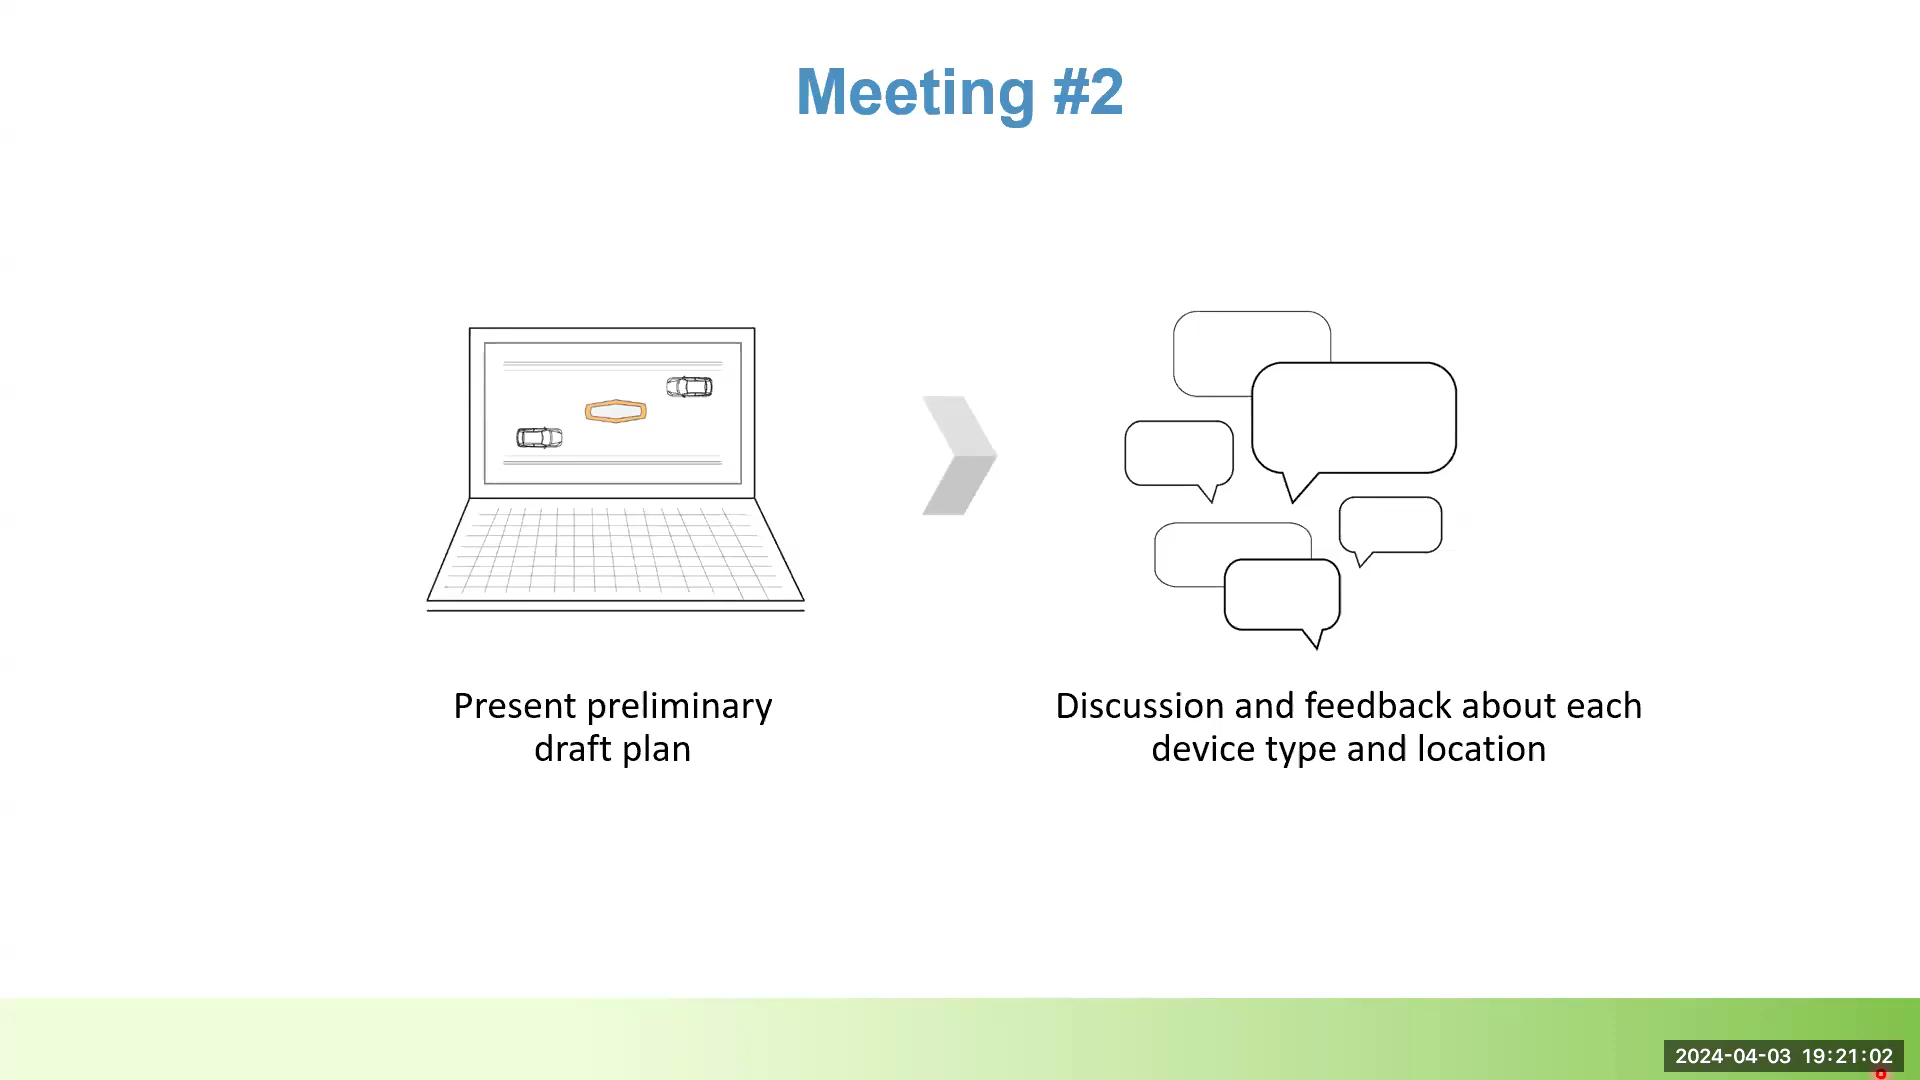 Meeting #2
Present preliminary
draft plan
Discussion and feedback about each
device type and location
2024-04-03 19:21:02